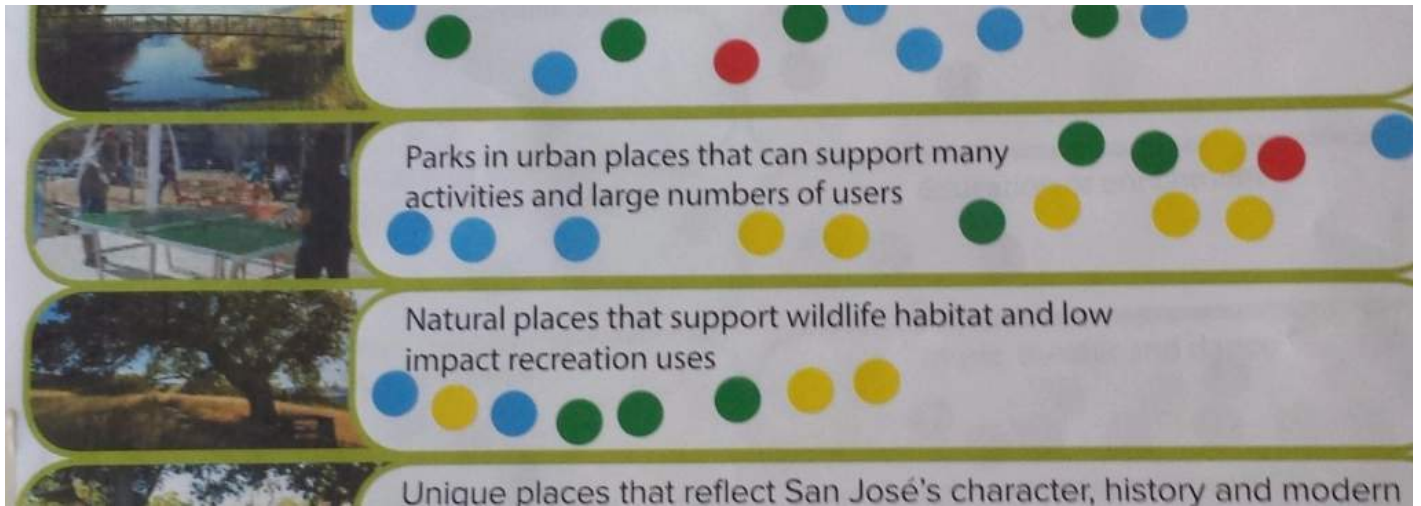 Parks in urban places that can support many
activities and large numbers of users
Natural places that support wildlife habitat and low
impact recreation uses
Unique places that reflect San José's character, history and modern